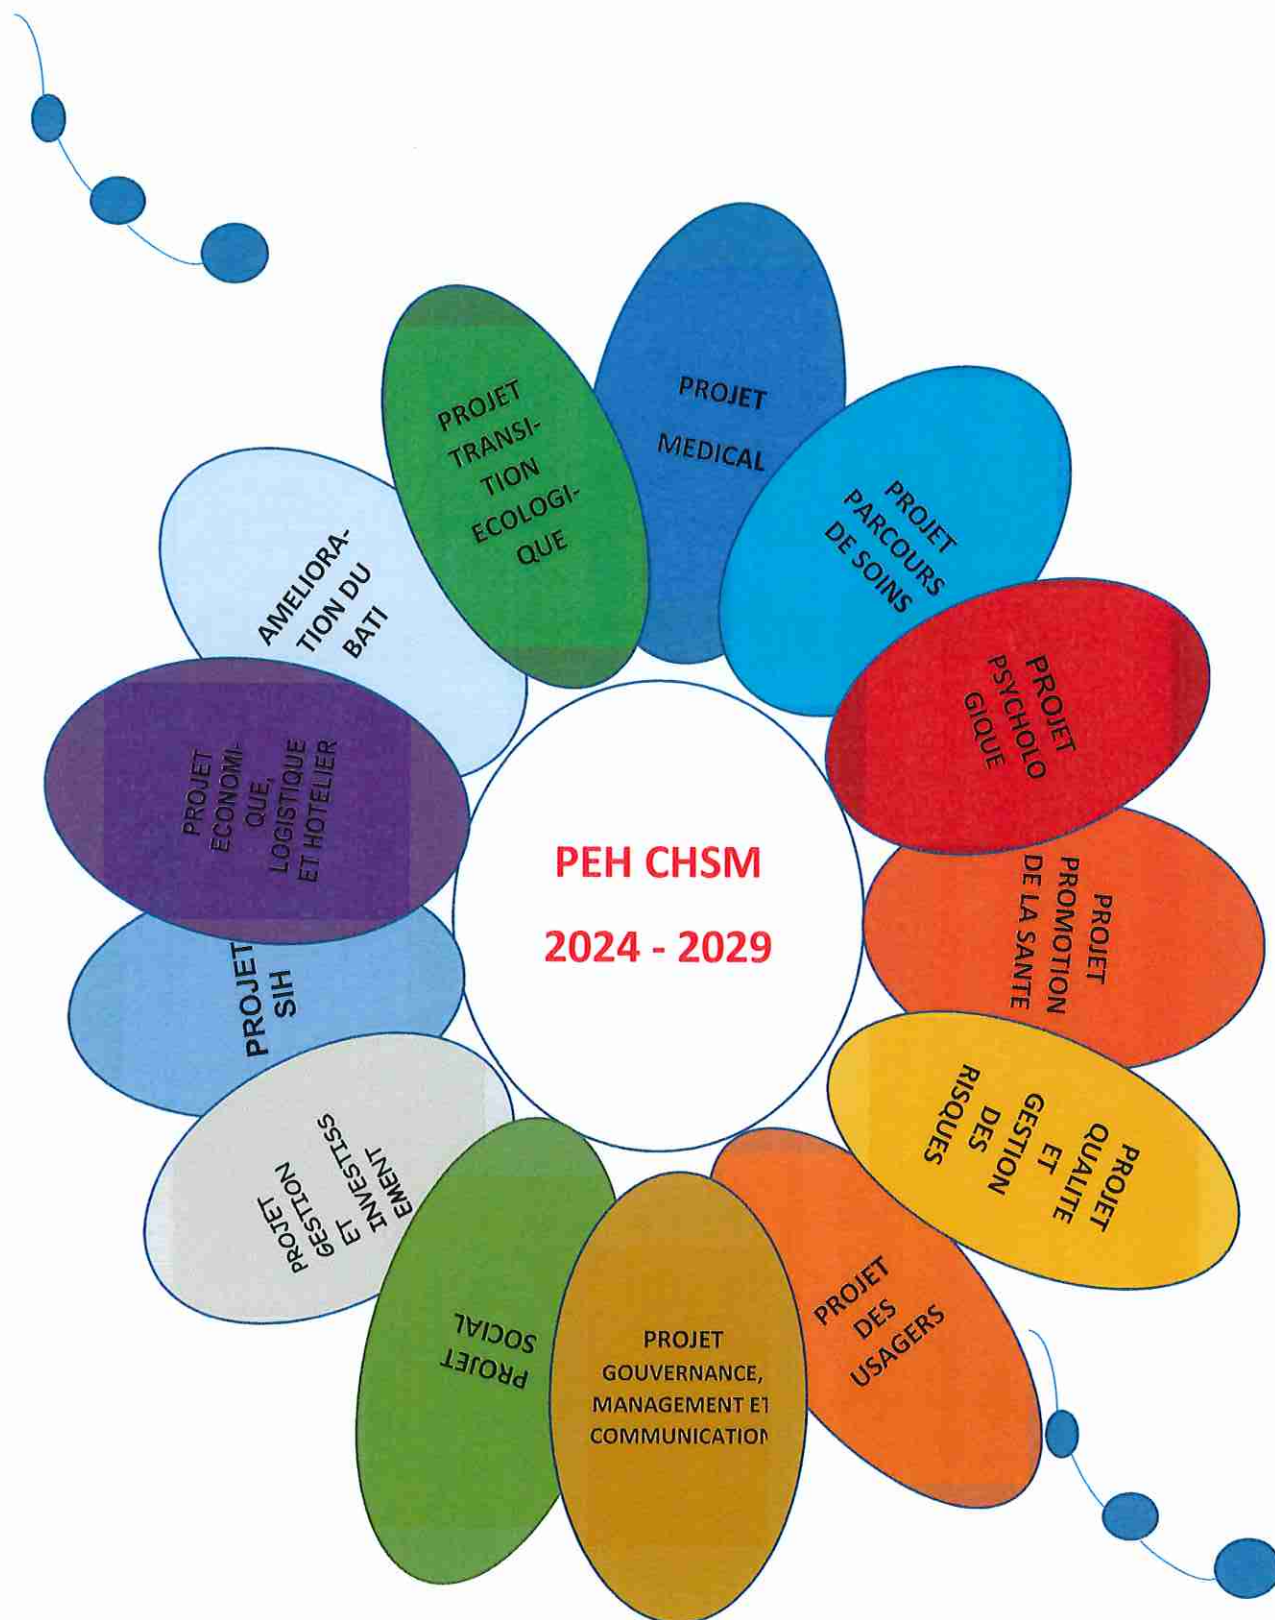 PROJET
MEDICAL
PROJET
PARCOURS
DE SOINS
PROJET
PSYCHOLO
GIQUE
PROJET
PROMOTION
DE LA SANTE
PROJET
QUALITE
ET
GESTION
DES
RISQUES
PROJET
DES
USAGERS
PROJET
GOUVERNANCE,
MANAGEMENT ET
COMMUNICATION
PROJET
SOCIAL
PROJET
GESTION
ET
INVESTISS
EMENT
PROJET
SIH
PROJET
ECONOMI-
QUE,
LOGISTIQUE
ET HOTELIER
AMELIORA-
TION DU
BATI
PROJET
TRANSI-
TION
ECOLOGI-
QUE
PEH CHSM
2024 - 2029